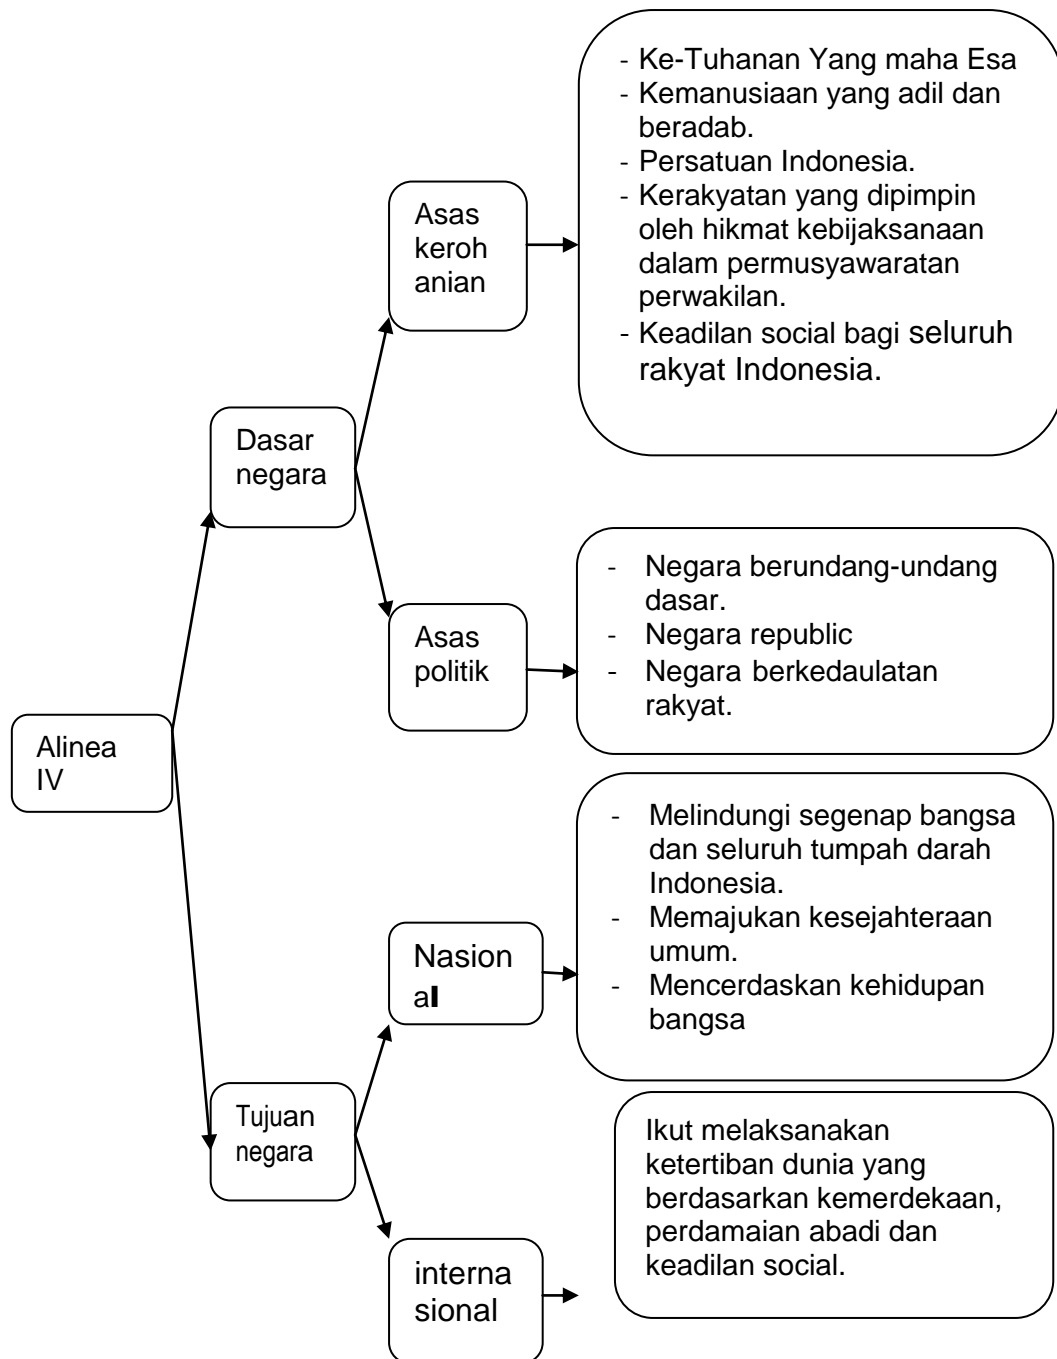 - Ke-Tuhanan Yang maha Esa
- Kemanusiaan yang adil dan
beradab.
- Persatuan Indonesia.
- Kerakyatan yang dipimpin
oleh hikmat kebijaksanaan
dalam permusyawaratan
perwakilan.
- Keadilan social bagi seluruh
rakyat Indonesia.
Asas
keroh
anian
Dasar
negara
- Negara berundang-undang
dasar.
- Negara republic
- Negara berkedaulatan
rakyat.
Asas
politik
Alinea
IV
- Melindungi segenap bangsa
dan seluruh tumpah darah
Indonesia.
- Memajukan kesejahteraan
umum.
- Mencerdaskan kehidupan
bangsa
Nasion
al
Tujuan
negara
Ikut melaksanakan
ketertiban dunia yang
berdasarkan kemerdekaan,
perdamaian abadi dan
keadilan social.
interna
sional